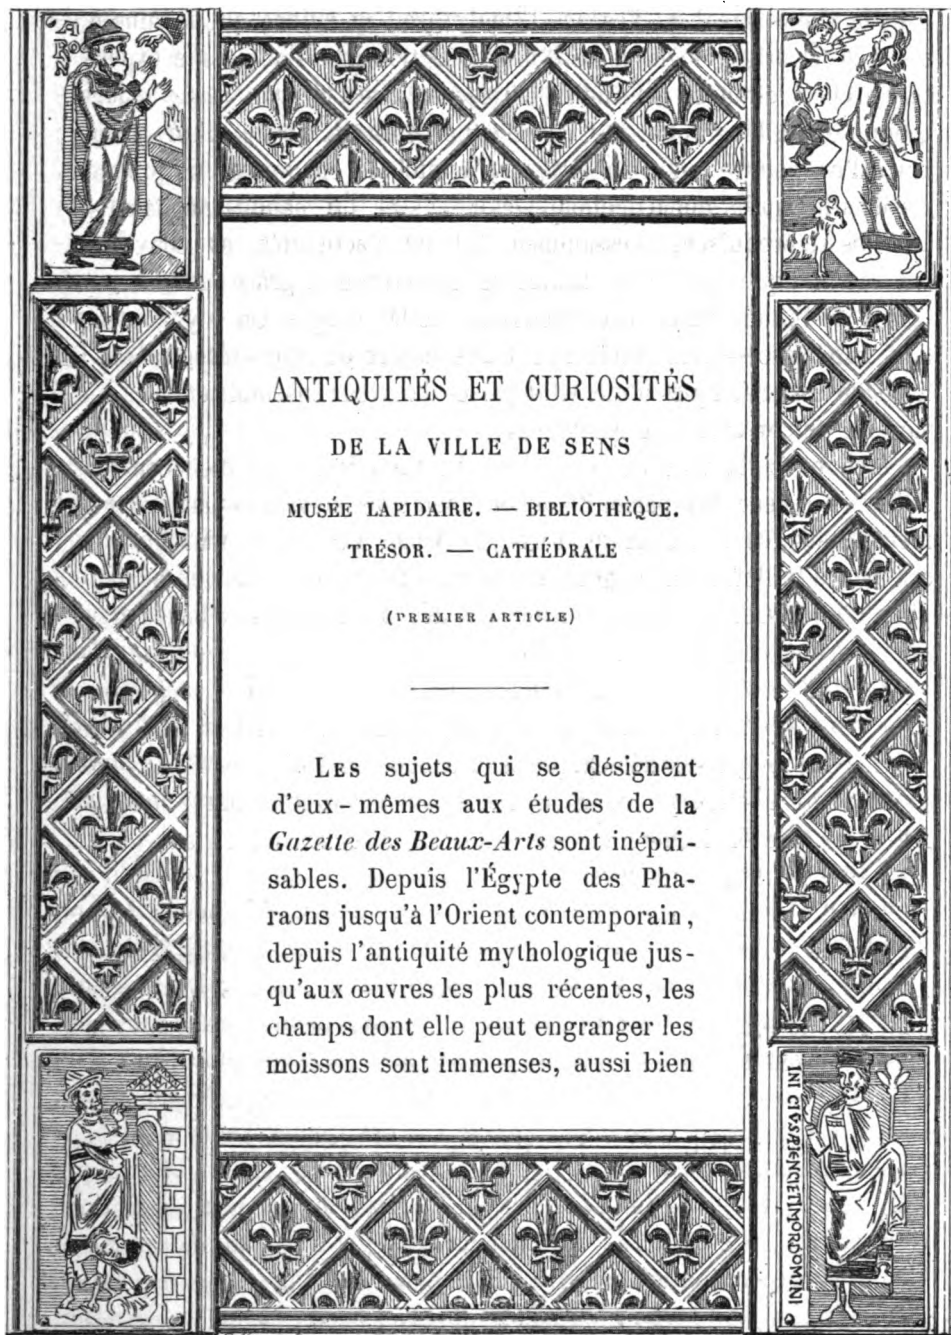 A
RO
N
ANTIQUITÉS ET CURIOSITÉS
DE LA VILLE DE SENS
MUSÉE LAPIDAIRE. — BIBLIOTHÈQUE.
TRÉSOR. — CATHÉDRALE
(PREMIER ARTICLE)
LES sujets qui se désignent
d'eux-mêmes aux études de la
Gazette des Beaux-Arts sont inépui-
sables. Depuis l'Égypte des Pha-
raons jusqu'à l'Orient contemporain,
depuis l'antiquité mythologique jus-
qu'aux œuvres les plus récentes, les
champs dont elle peut engranger les
moissons sont immenses, aussi bien